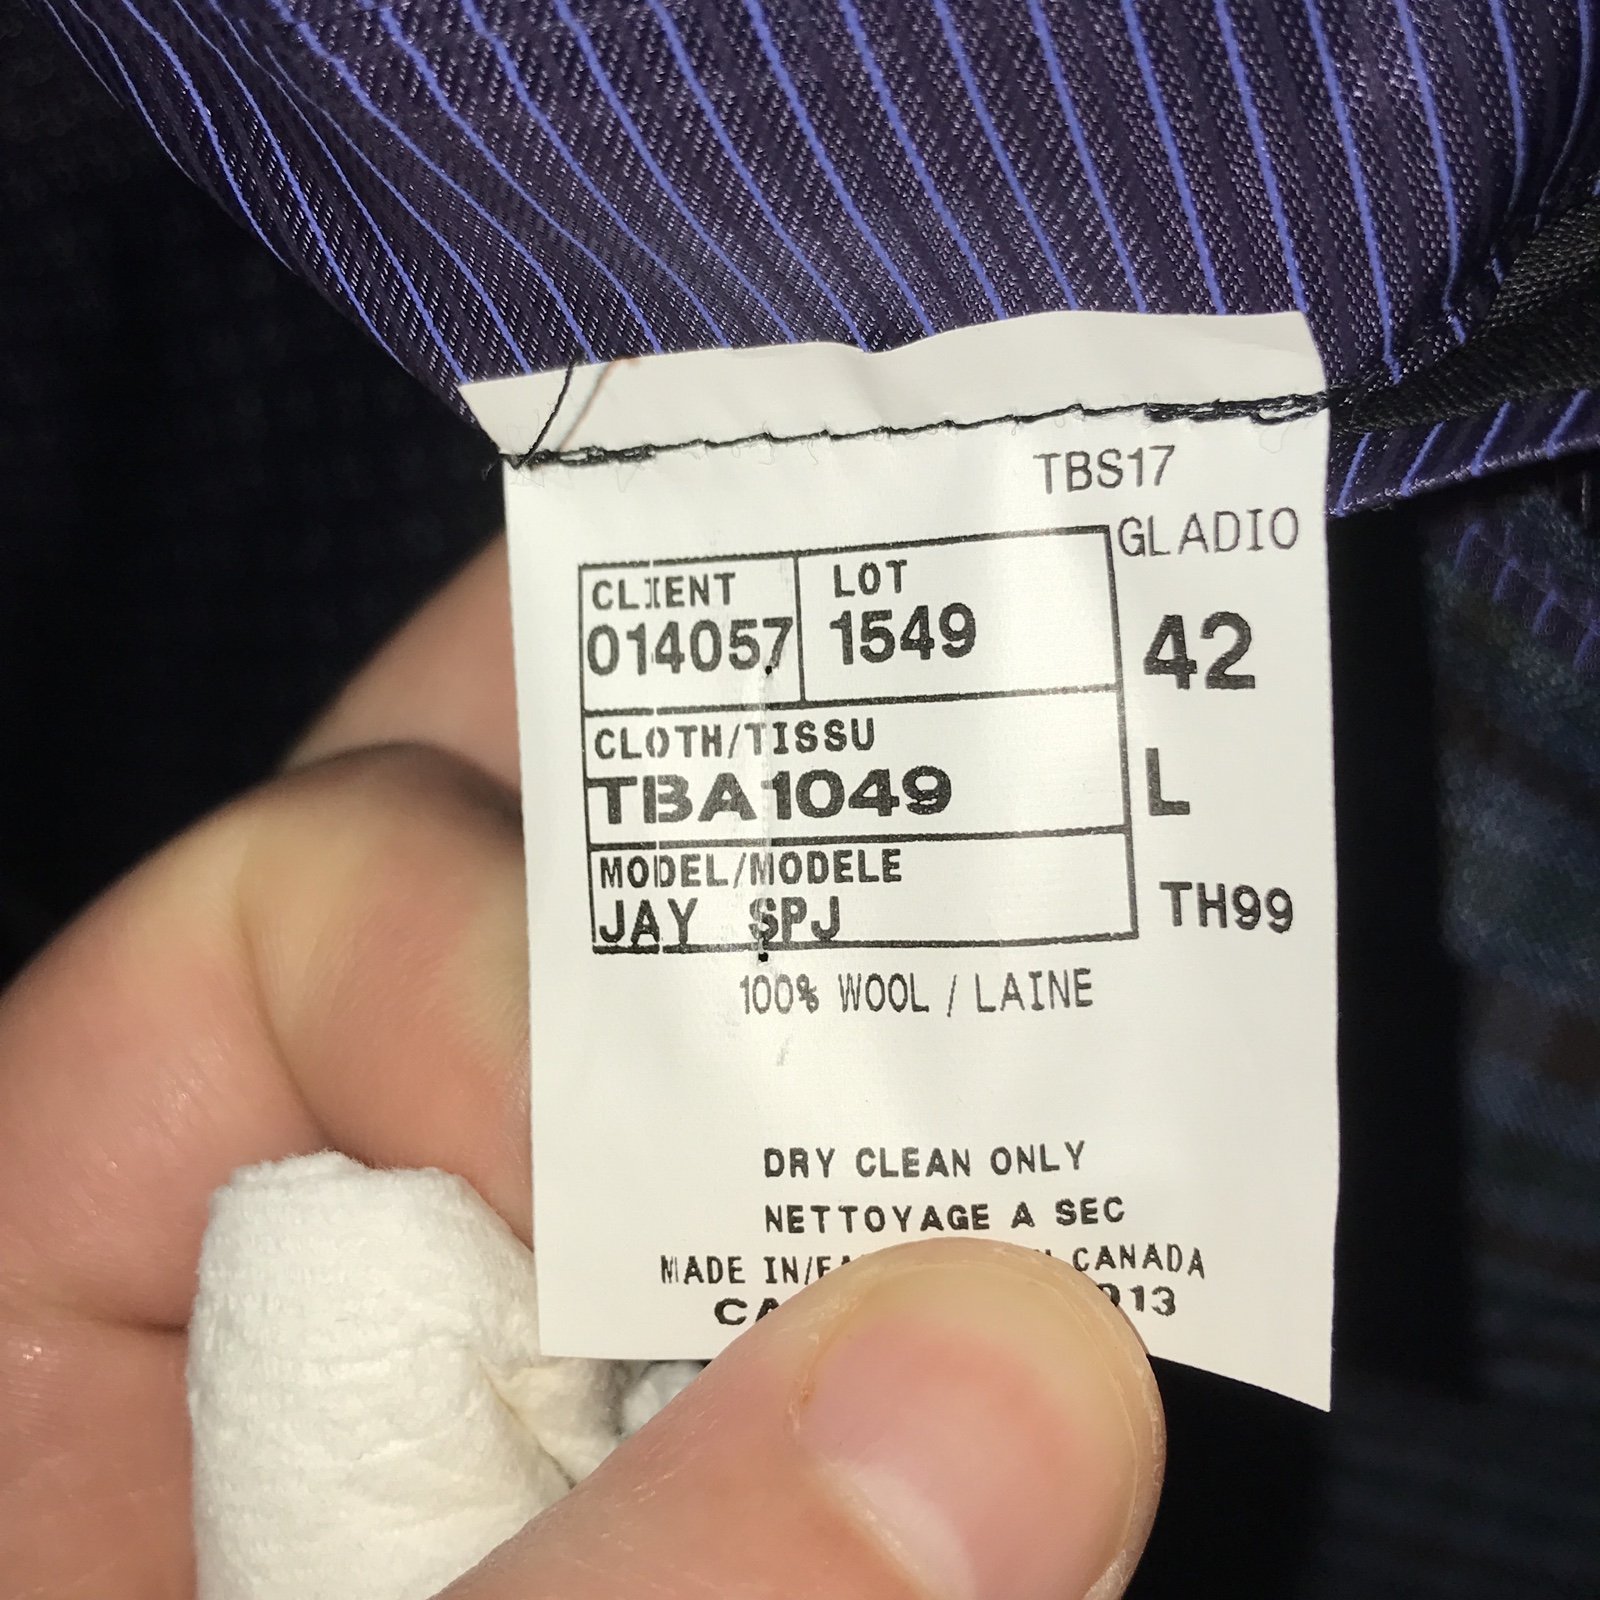 TBS17
GLADIO
CLIENT LOT
014057 1549
42
CLOTH/TISSU
TBA1049
L
MODEL/MODELE
JAY SPJ
TH99
100% WOOL / LAINE
DRY CLEAN ONLY
NETTOYAGE A SEC
MADE IN/ CANADA